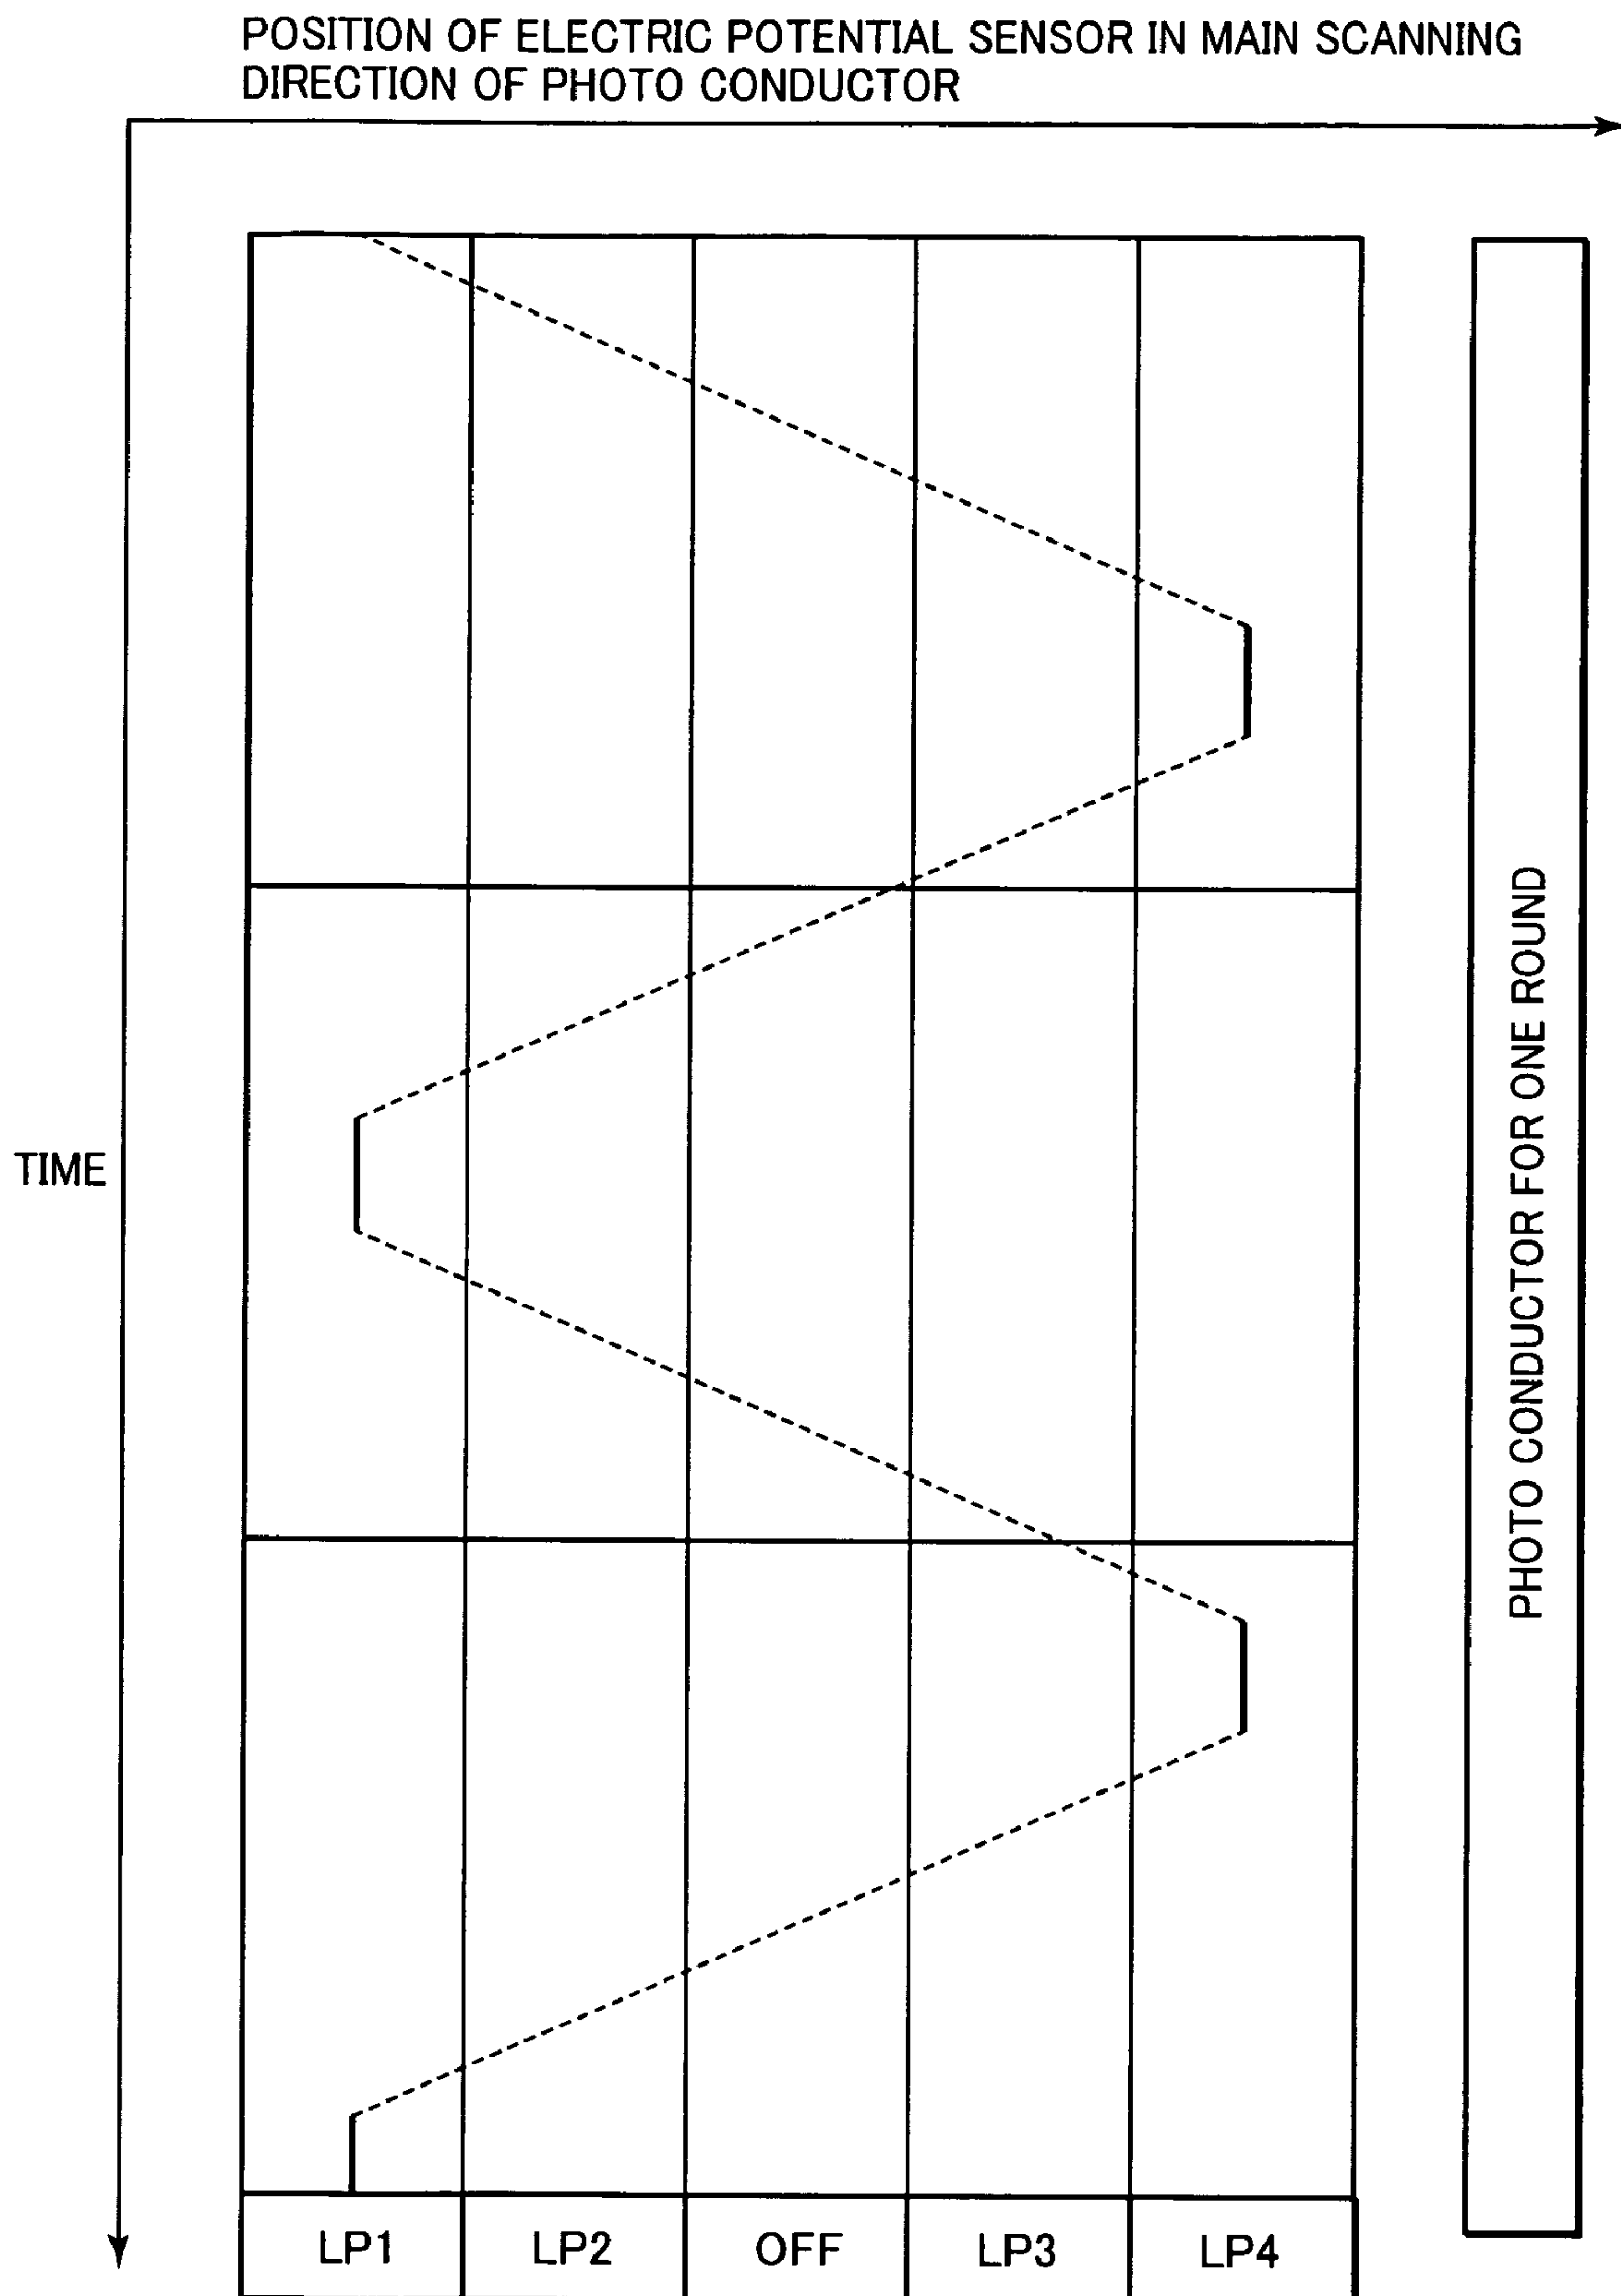 POSITION OF ELECTRIC POTENTIAL SENSOR IN MAIN SCANNING
DIRECTION OF PHOTO CONDUCTOR
TIME
PHOTO CONDUCTOR FOR ONE ROUND
LP1
LP2
OFF
LP3
LP4